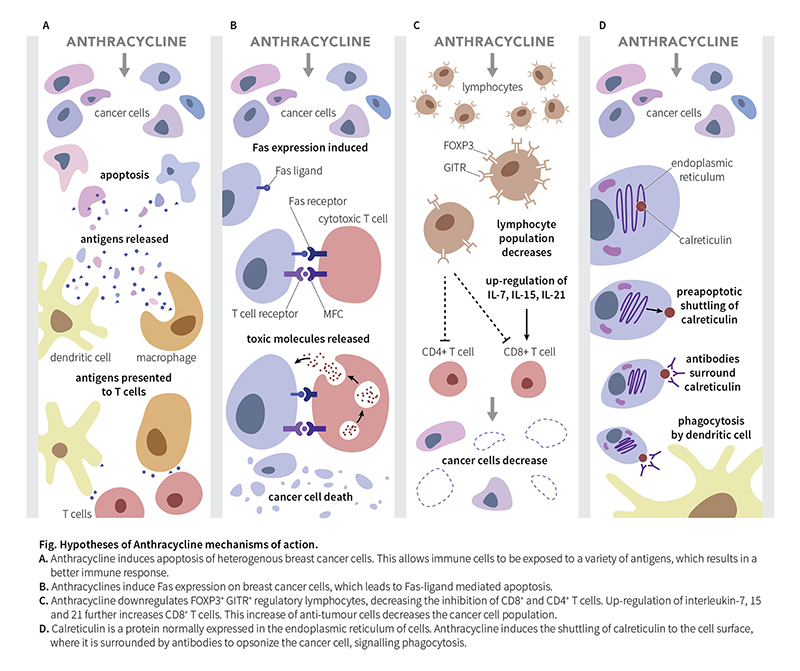 A
ANTHRACYCLINE
cancer cells
apoptosis
antigens released
dendritic cell
macrophage
antigens presented
to T cells
T cells
B
ANTHRACYCLINE
cancer cells
Fas expression induced
Fas ligand
Fas receptor
cytotoxic T cell
T cell receptor
MFC
toxic molecules released
cancer cell death
C
ANTHRACYCLINE
lymphocytes
FOXP3
GITR
lymphocyte
population
decreases
up-regulation of
IL-7, IL-15, IL-21
CD4+ T cell
CD8+ T cell
cancer cells decrease
D
ANTHRACYCLINE
cancer cells
endoplasmic
reticulum
calreticulin
preapoptotic
shuttling of
calreticulin
antibodies
surround
calreticulin
phagocytosis
by dendritic cell
Fig. Hypotheses of Anthracycline mechanisms of action.
A. Anthracycline induces apoptosis of heterogenous breast cancer cells. This allows immune cells to be exposed to a variety of antigens, which results in a
better immune response.
B. Anthracyclines induce Fas expression on breast cancer cells, which leads to Fas-ligand mediated apoptosis.
C. Anthracycline downregulates FOXP3⁺ GITR⁺ regulatory lymphocytes, decreasing the inhibition of CD8⁺ and CD4⁺ T cells. Up-regulation of interleukin-7, 15
and 21 further increases CD8⁺ T cells. This increase of anti-tumour cells decreases the cancer cell population.
D. Calreticulin is a protein normally expressed in the endoplasmic reticulum of cells. Anthracycline induces the shuttling of calreticulin to the cell surface,
where it is surrounded by antibodies to opsonize the cancer cell, signalling phagocytosis.